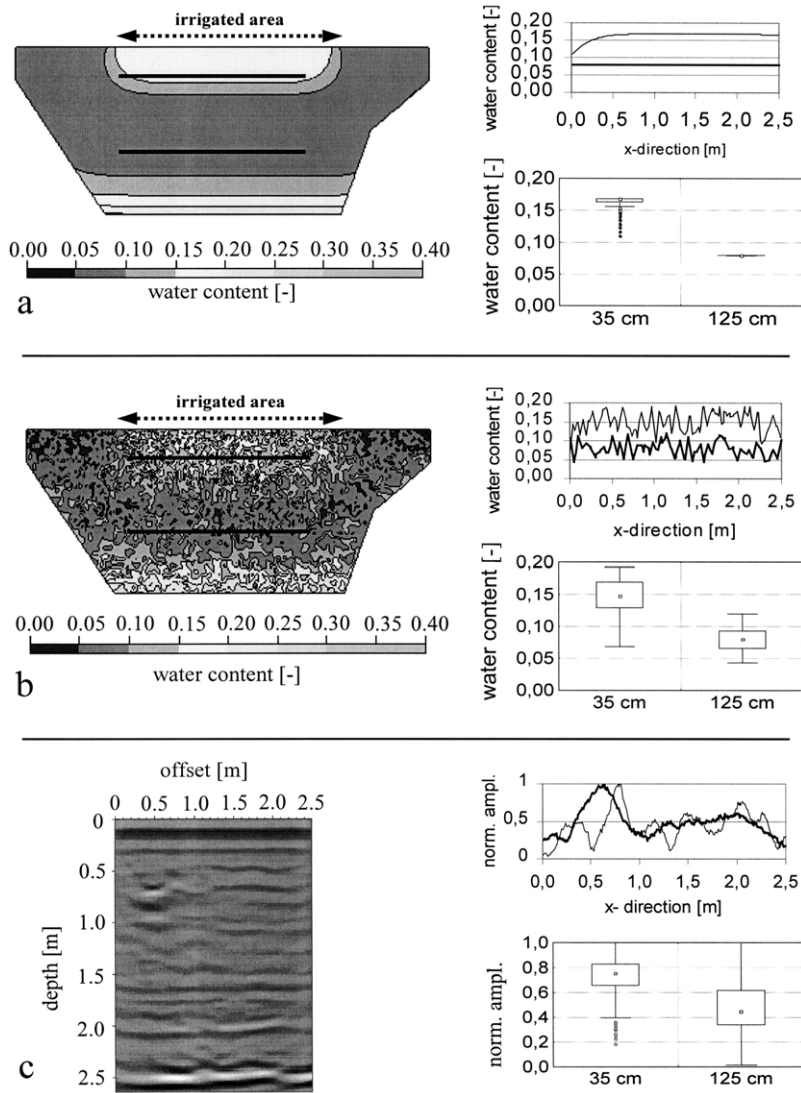 irrigated area
0.00 0.05 0.10 0.15 0.20 0.25 0.30 0.35 0.40
water content [-]
a
water content [-]
0,20
0,15
0,10
0,05
0,00
0,0 0,5 1,0 1,5 2,0 2,5
x-direction [m]
water content [-]
0,20
0,15
0,10
0,05
0,00
35 cm 125 cm
irrigated area
0.00 0.05 0.10 0.15 0.20 0.25 0.30 0.35 0.40
water content [-]
b
water content [-]
0,20
0,15
0,10
0,05
0,00
0,0 0,5 1,0 1,5 2,0 2,5
x-direction [m]
water content [-]
0,20
0,15
0,10
0,05
0,00
35 cm 125 cm
offset [m]
0 0.5 1.0 1.5 2.0 2.5
depth [m]
0
0.5
1.0
1.5
2.0
2.5
c
norm. ampl.
1
0,5
0
0,0 0,5 1,0 1,5 2,0 2,5
x- direction [m]
norm. ampl.
1,0
0,8
0,6
0,4
0,2
0,0
35 cm 125 cm